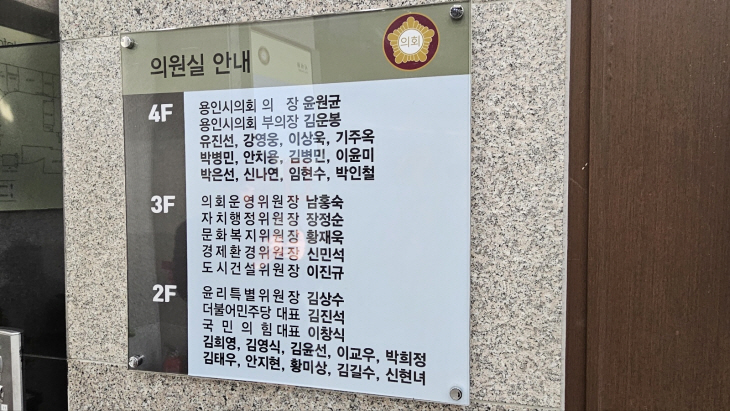 의원실 안내
의회
4F
용인시의회 의 장 윤원균
용인시의회 부의장 김운봉
유진선, 강영웅, 이상욱, 기주옥
박병민, 안치용, 김병민, 이윤미
박은선, 신나연, 임현수, 박인철
3F
의회운영위원장 남홍숙
자치행정위원장 장정순
문화복지위원장 황재욱
경제환경위원장 신민석
도시건설위원장 이진규
2F
윤리특별위원장 김상수
더불어민주당 대표 김진석
국민의힘대표 이창식
김희영, 김영식, 김윤선, 이교우, 박희정
김태우, 안지현, 황미상, 김길수, 신현녀